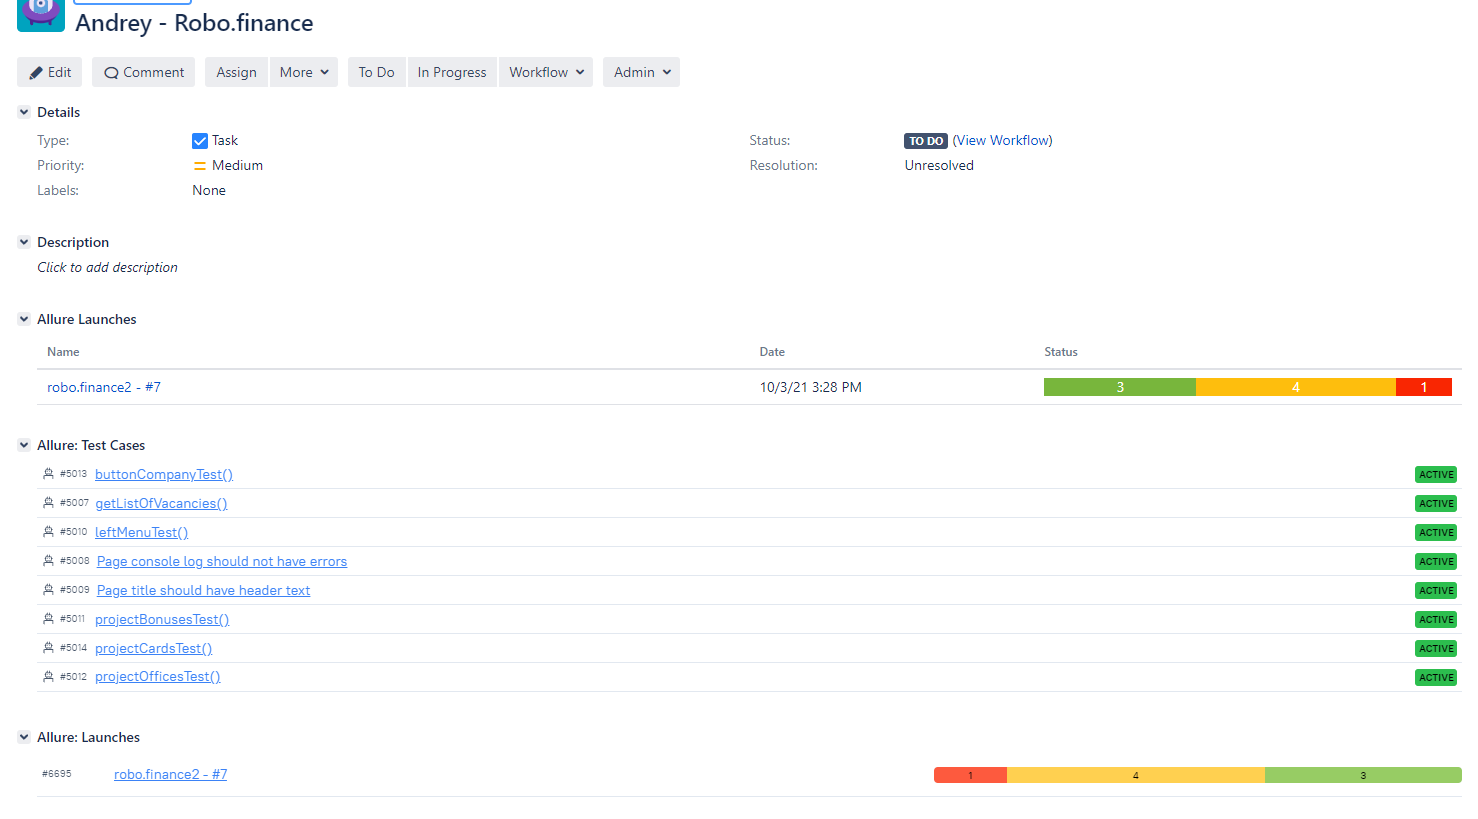 Andrey - Robo.finance
Edit Comment Assign More To Do In Progress Workflow Admin
Details
Type: Task Status: TO DO (View Workflow)
Priority: Medium Resolution: Unresolved
Labels: None
Description
Click to add description
Allure Launches
Name Date Status
robo.finance2 - #7 10/3/21 3:28 PM 3 4 1
Allure: Test Cases
#5013 buttonCompanyTest() ACTIVE
#5007 getListOfVacancies() ACTIVE
#5010 leftMenuTest() ACTIVE
#5008 Page console log should not have errors ACTIVE
#5009 Page title should have header text ACTIVE
#5011 projectBonusesTest() ACTIVE
#5014 projectCardsTest() ACTIVE
#5012 projectOfficesTest() ACTIVE
Allure: Launches
#6695 robo.finance2 - #7 1 4 3